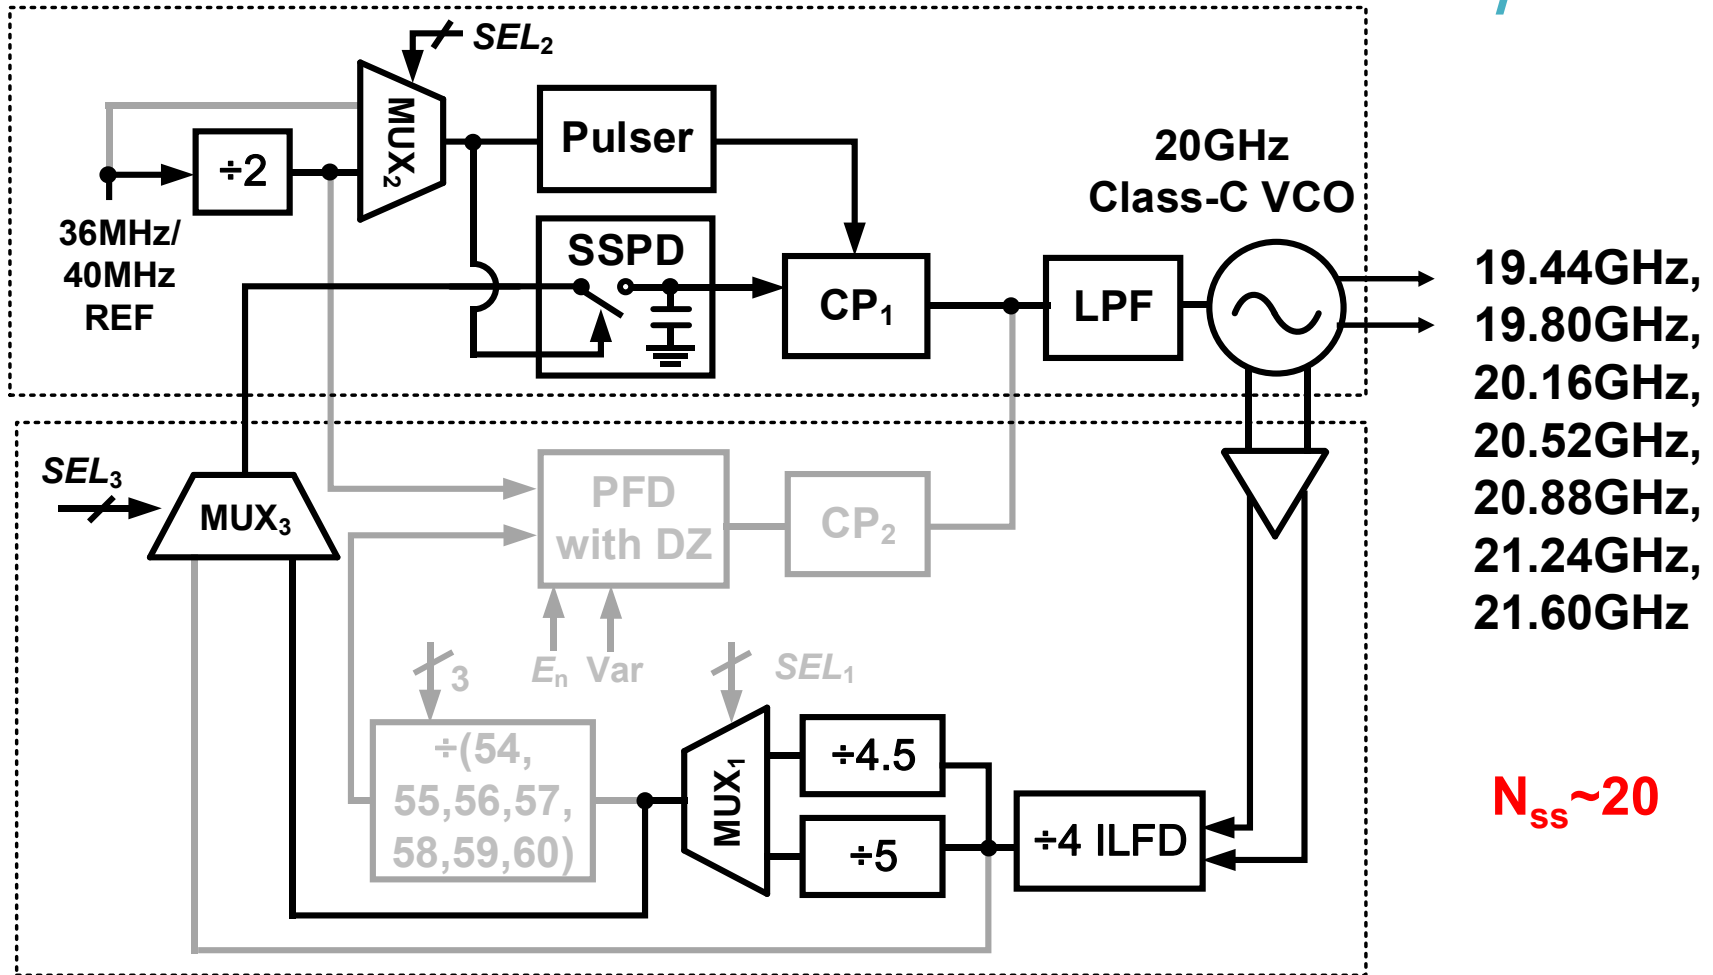 SEL2
MUX2
÷2
Pulser
36MHz/
40MHz
REF
SSPD
CP1
LPF
20GHz
Class-C VCO
19.44GHz,
19.80GHz,
20.16GHz,
20.52GHz,
20.88GHz,
21.24GHz,
21.60GHz
SEL3
MUX3
PFD
with DZ
CP2
En Var
3
SEL1
÷(54,
55,56,57,
58,59,60)
MUX1
÷4.5
÷5
÷4 ILFD
Nss~20